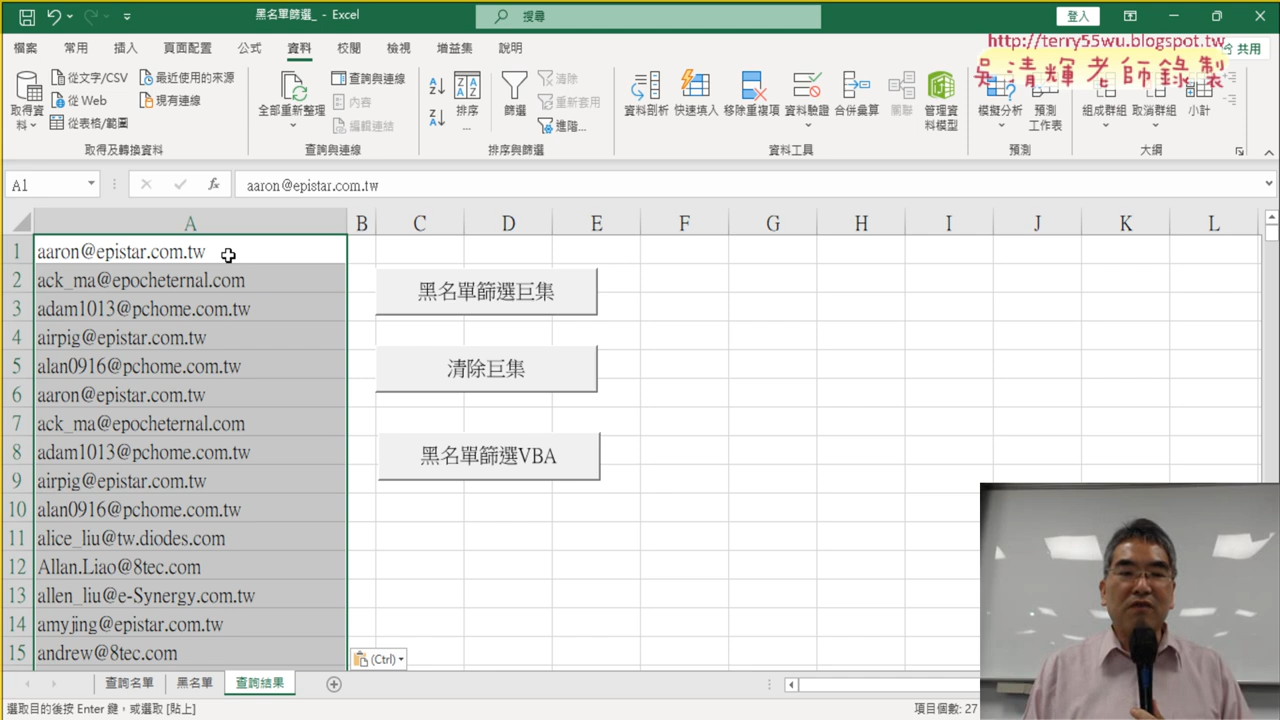 黑名單篩選_ - Excel
搜尋
登入
檔案 常用 插入 頁面配置 公式 資料 校閱 檢視 增益集 說明
共用
http://terry55wu.blogspot.tw
吳清輝老師錄製
取得資料
從文字/CSV
從 Web
從表格/範圍
最近使用的來源
現有連線
取得及轉換資料
全部重新整理
查詢與連線
內容
編輯連結
查詢與連線
排序...
篩選
清除
重新套用
進階...
排序與篩選
資料剖析
快速填入
移除重複項
資料驗證
合併彙算
關聯
管理資料模型
資料工具
模擬分析
預測工作表
預測
組成群組
取消群組
小計
大綱
A1
fx
aaron@epistar.com.tw
A B C D E F G H I J K L
1 aaron@epistar.com.tw
2 ack_ma@epocheternal.com
3 adam1013@pchome.com.tw
4 airpig@epistar.com.tw
5 alan0916@pchome.com.tw
6 aaron@epistar.com.tw
7 ack_ma@epocheternal.com
8 adam1013@pchome.com.tw
9 airpig@epistar.com.tw
10 alan0916@pchome.com.tw
11 alice_liu@tw.diodes.com
12 Allan.Liao@8tec.com
13 allen_liu@e-Synergy.com.tw
14 amyjing@epistar.com.tw
15 andrew@8tec.com
黑名單篩選巨集
清除巨集
黑名單篩選VBA
(Ctrl)
查詢名單 黑名單 查詢結果
選取目的後按 Enter 鍵，或選取 [貼上]
項目個數: 27